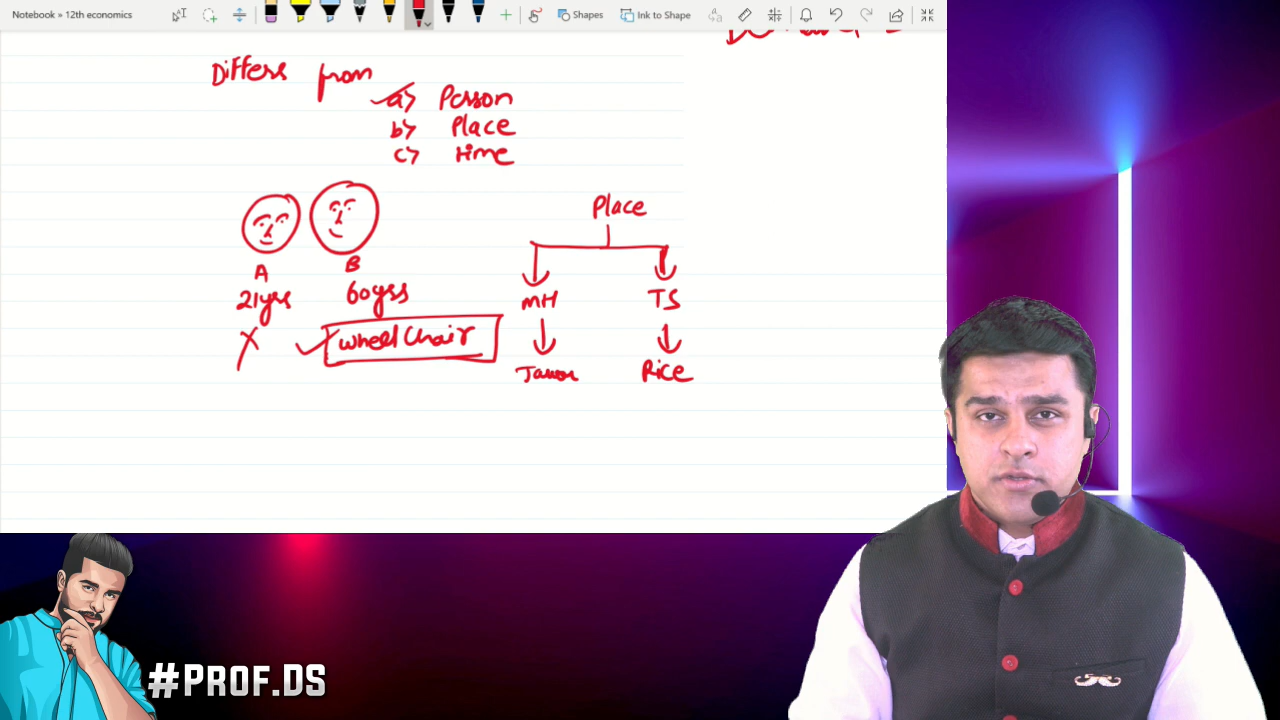 Notebook » 12th economics
Shapes
Ink to Shape
Differs from
a> Person
b> Place
c> time
Place
A
B
21yrs
60yrs
MH
TS
X
wheelchair
Rice
#PROF.DS